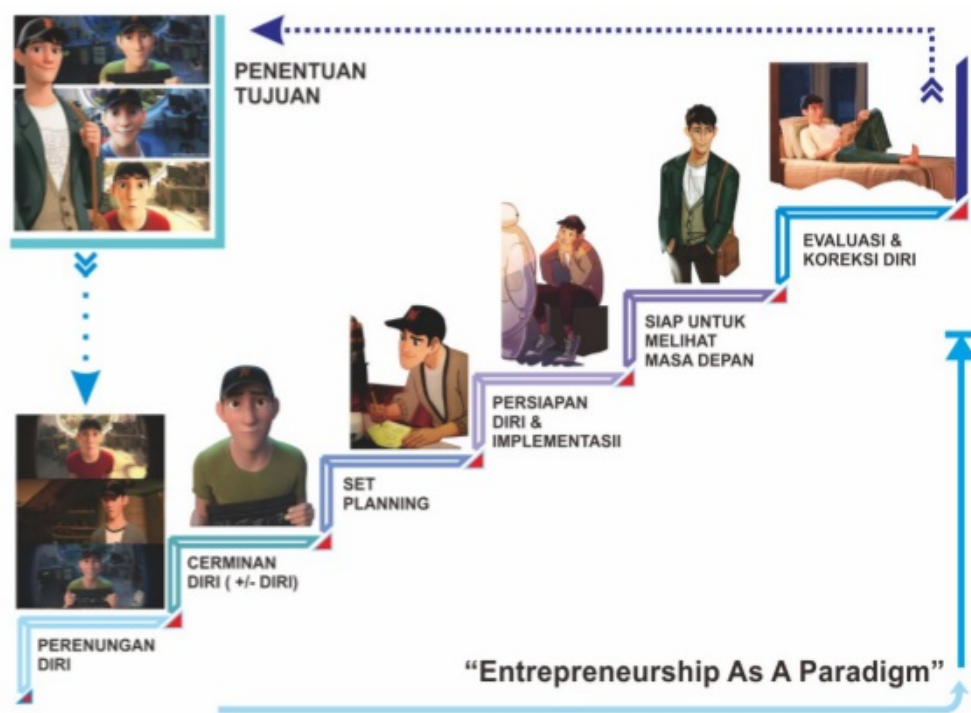 PENENTUAN
TUJUAN
PERENUNGAN
DIRI
CERMINAN
DIRI ( +/- DIRI)
SET
PLANNING
PERSIAPAN
DIRI &
IMPLEMENTASII
SIAP UNTUK
MELIHAT
MASA DEPAN
EVALUASI &
KOREKSI DIRI
“Entrepreneurship As A Paradigm”